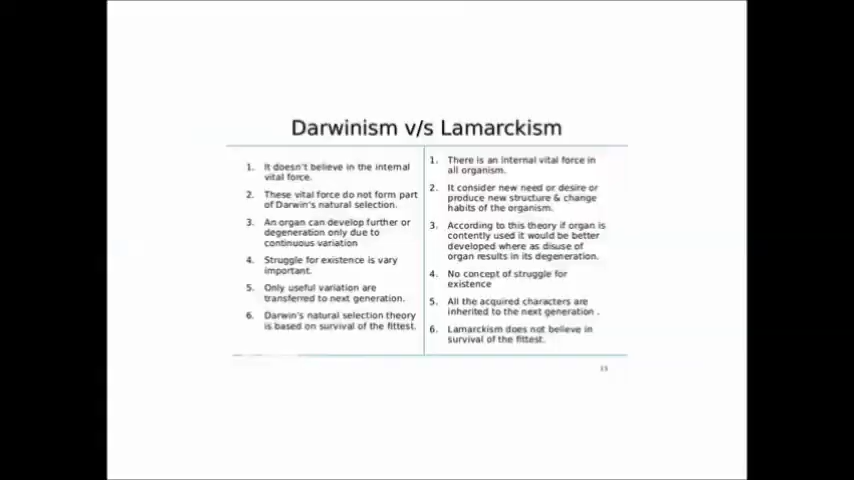 Darwinism v/s Lamarckism
1. It doesn't believe in the internal
vital force.
2. These vital force do not form part
of Darwin's natural selection.
3. An organ can develop further or
degeneration only due to
continuous variation
4. Struggle for existence is vary
important.
5. Only useful variation are
transferred to next generation.
6. Darwin's natural selection theory
is based on survival of the fittest.
1. There is an internal vital force in
all organism.
2. It consider new need or desire or
produce new structure & change
habits of the organism.
3. According to this theory if organ is
contently used it would be better
developed where as disuse of
organ results in its degeneration.
4. No concept of struggle for
existence
5. All the acquired characters are
inherited to the next generation .
6. Lamarckism does not believe in
survival of the fittest.